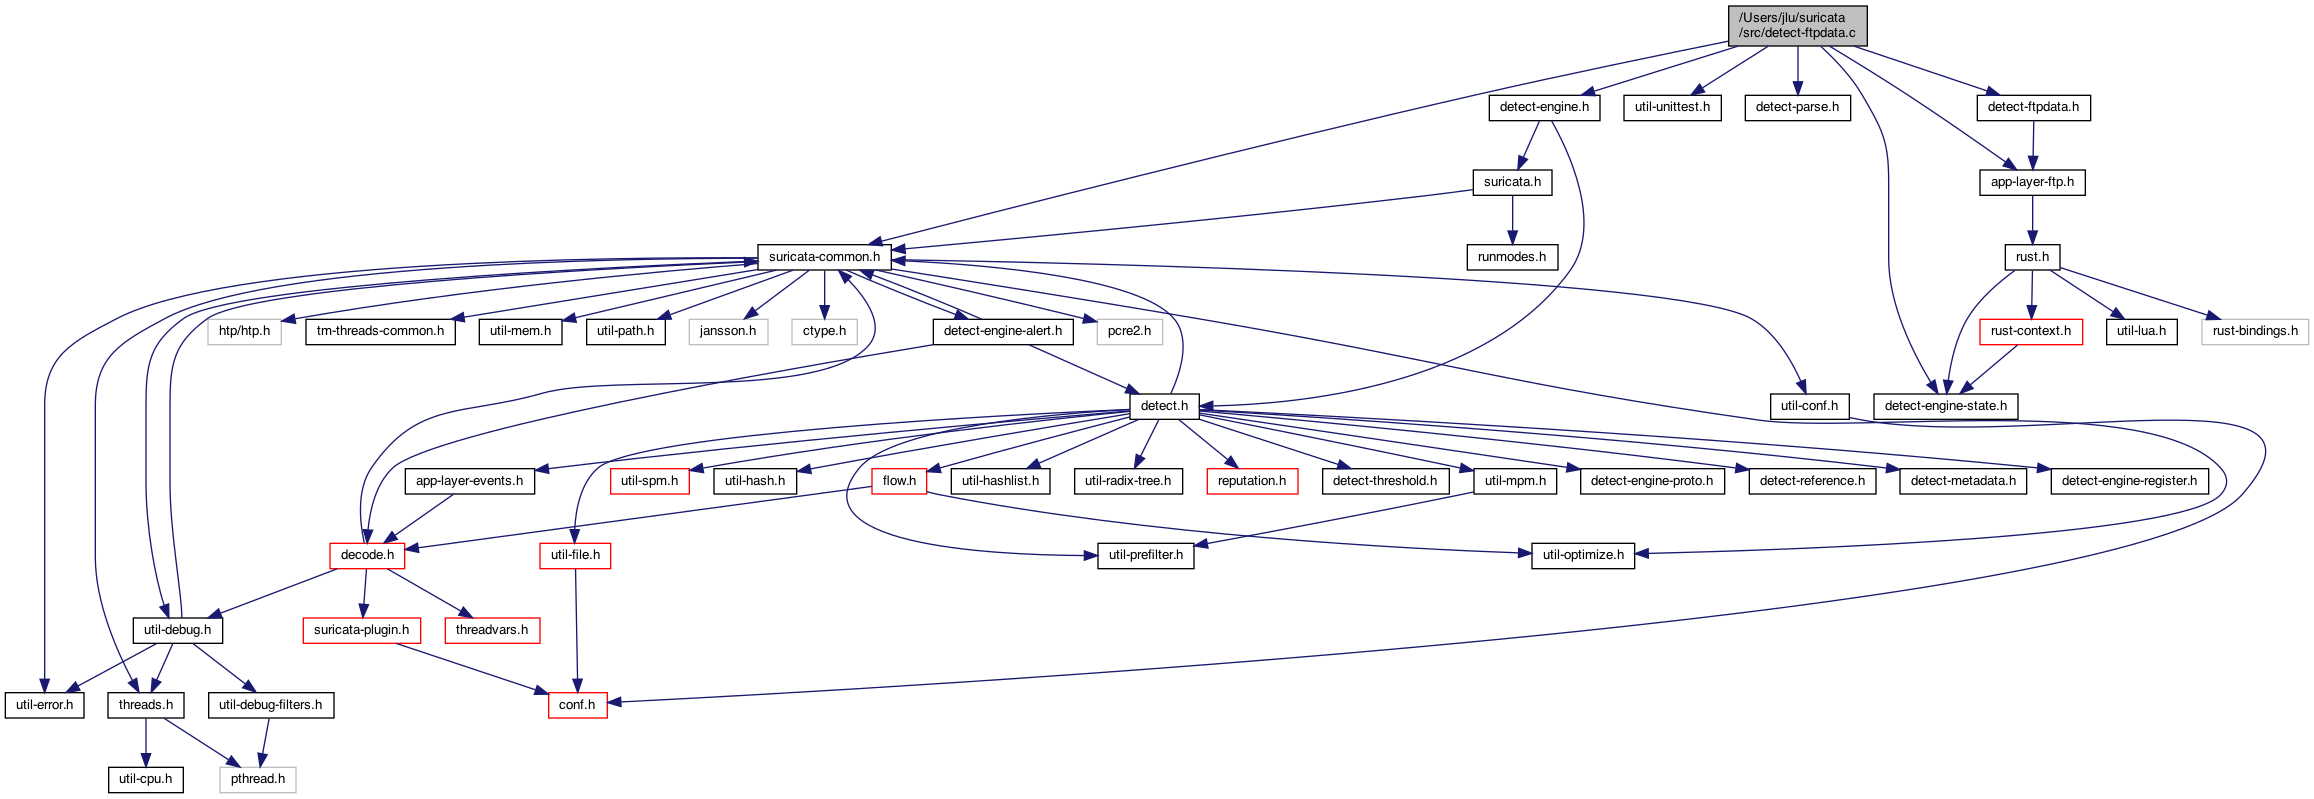 /Users/jlu/suricata
/src/detect-ftpdata.c
detect-engine.h
util-unittest.h
detect-parse.h
detect-ftpdata.h
suricata.h
app-layer-ftp.h
suricata-common.h
runmodes.h
rust.h
htp/htp.h
tm-threads-common.h
util-mem.h
util-path.h
jansson.h
ctype.h
detect-engine-alert.h
pcre2.h
rust-context.h
util-lua.h
rust-bindings.h
detect.h
util-conf.h
detect-engine-state.h
app-layer-events.h
util-spm.h
util-hash.h
flow.h
util-hashlist.h
util-radix-tree.h
reputation.h
detect-threshold.h
util-mpm.h
detect-engine-proto.h
detect-reference.h
detect-metadata.h
detect-engine-register.h
decode.h
util-file.h
util-prefilter.h
util-optimize.h
util-debug.h
suricata-plugin.h
threadvars.h
util-error.h
threads.h
util-debug-filters.h
conf.h
util-cpu.h
pthread.h